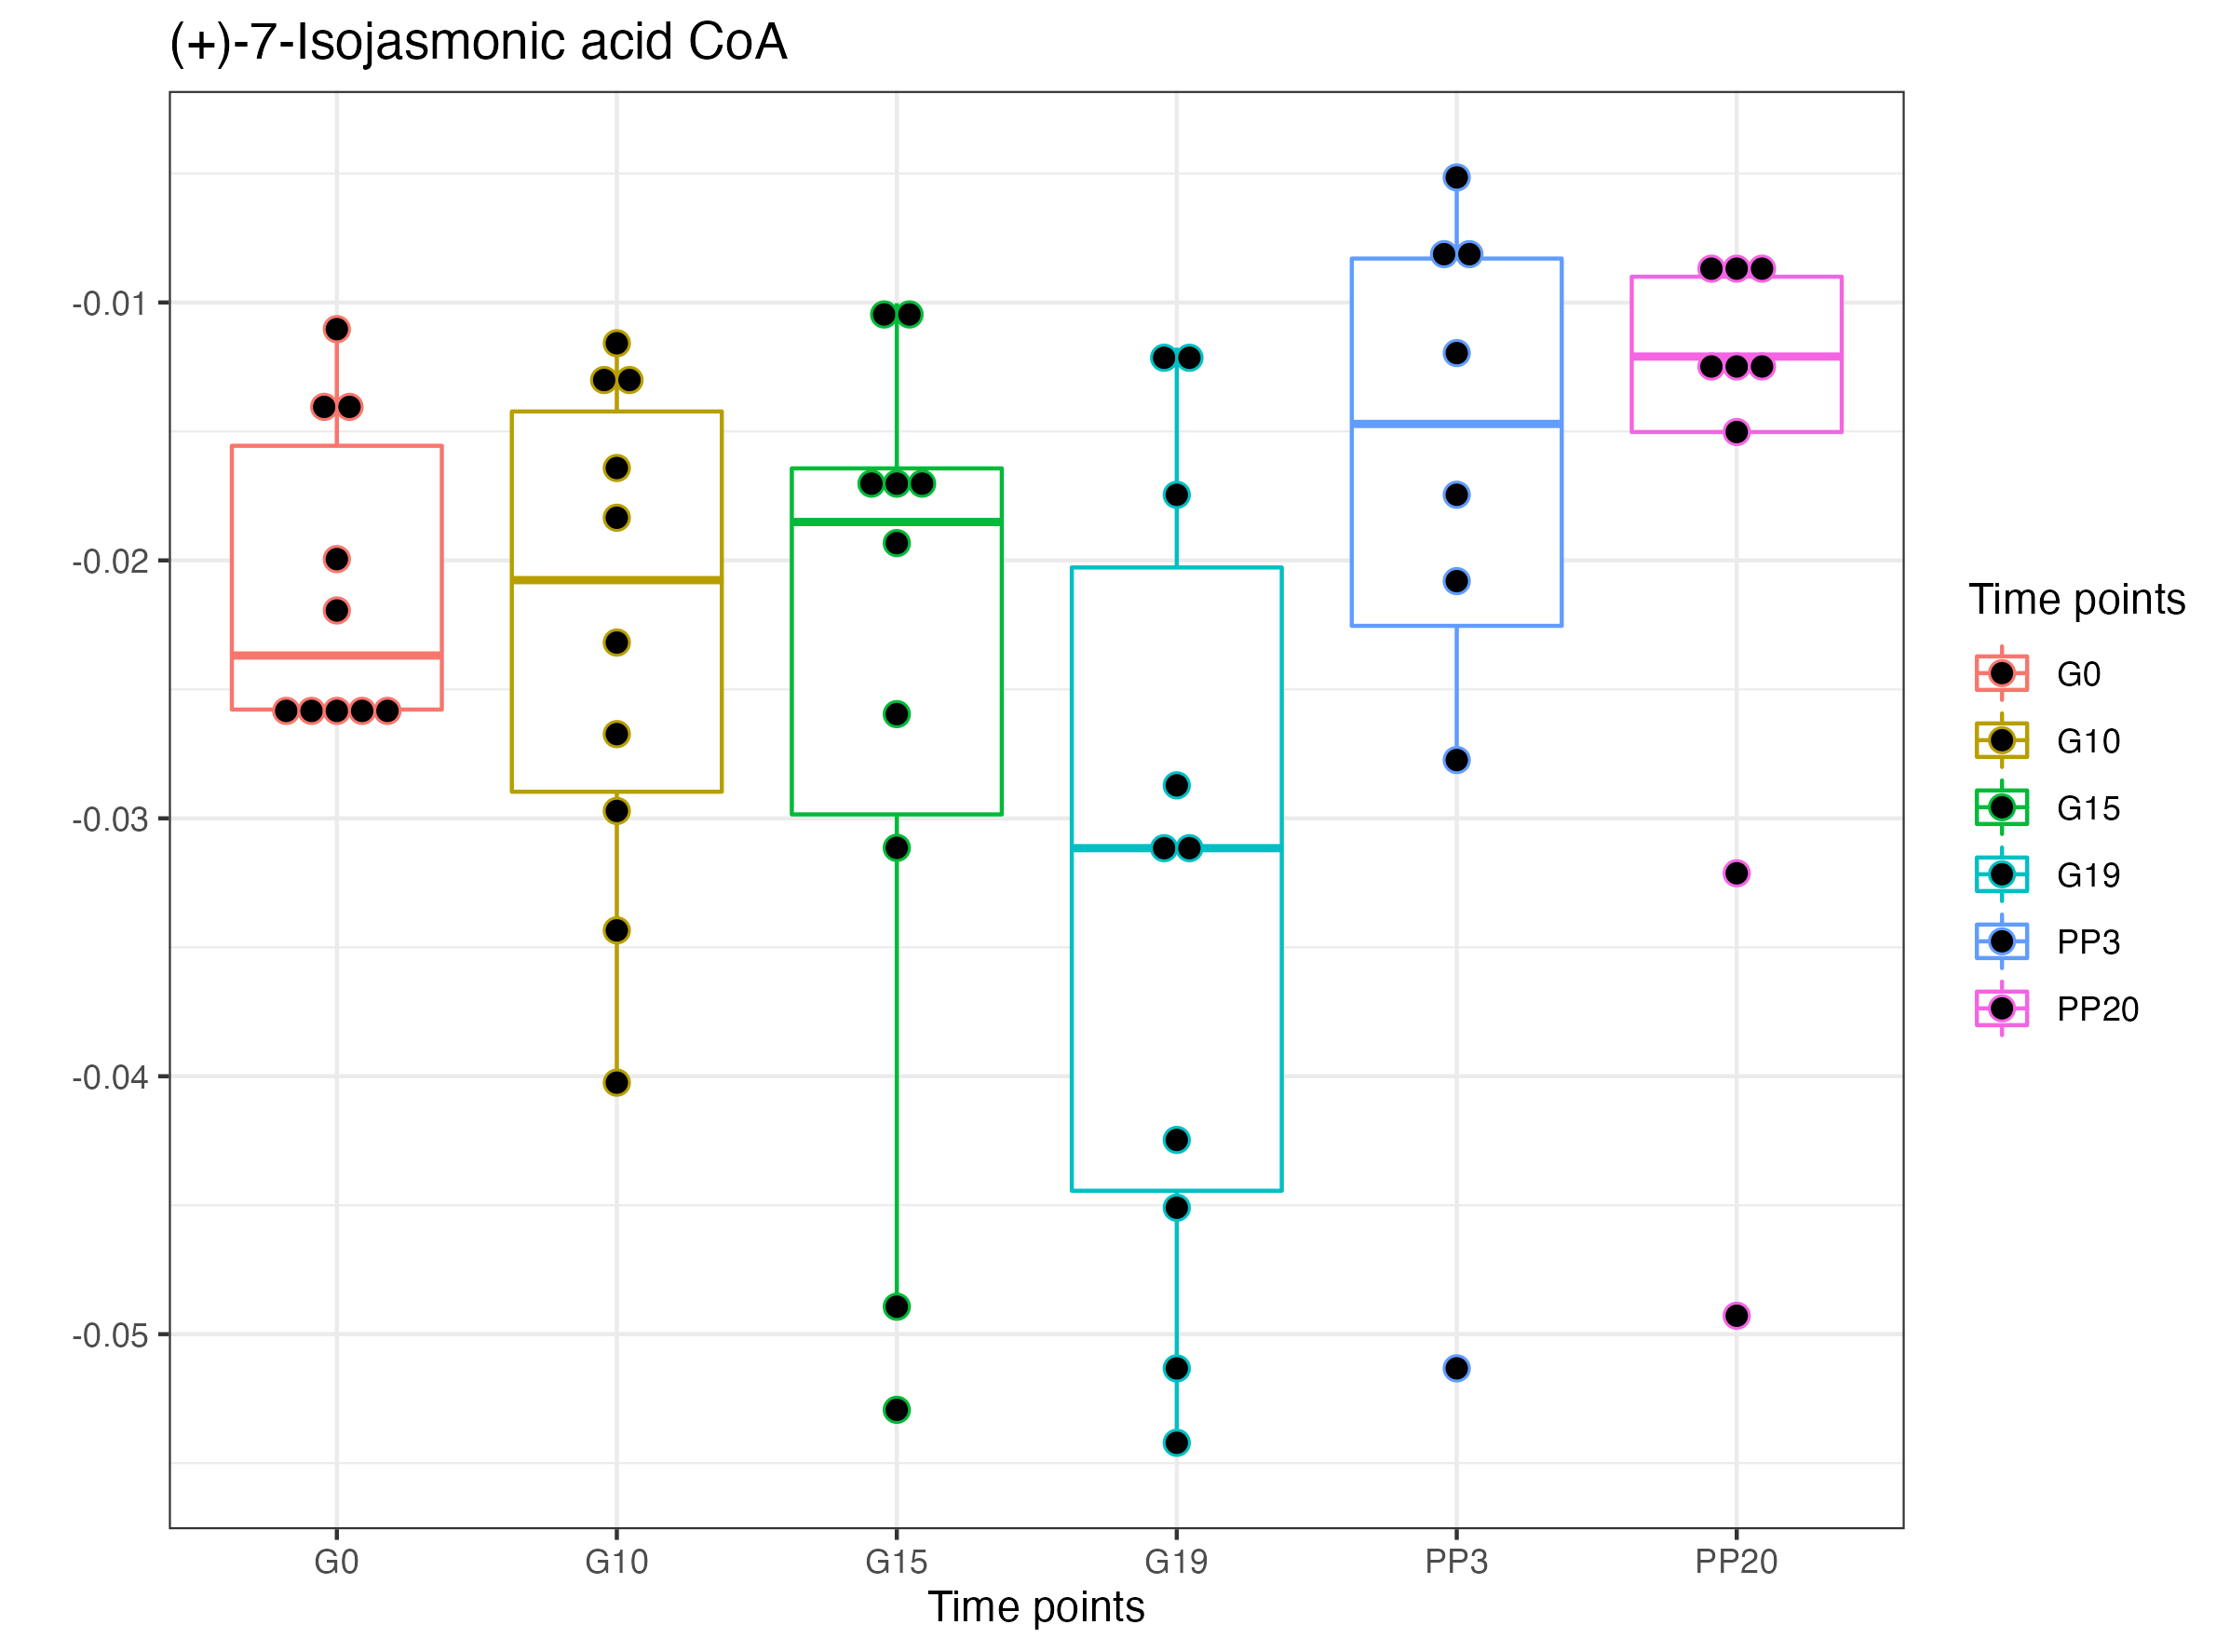 (+)-7-Isojasmonic acid CoA
-0.01
-0.02
-0.03
-0.04
-0.05
G0 G10 G15 G19 PP3 PP20
Time points
Time points
G0
G10
G15
G19
PP3
PP20